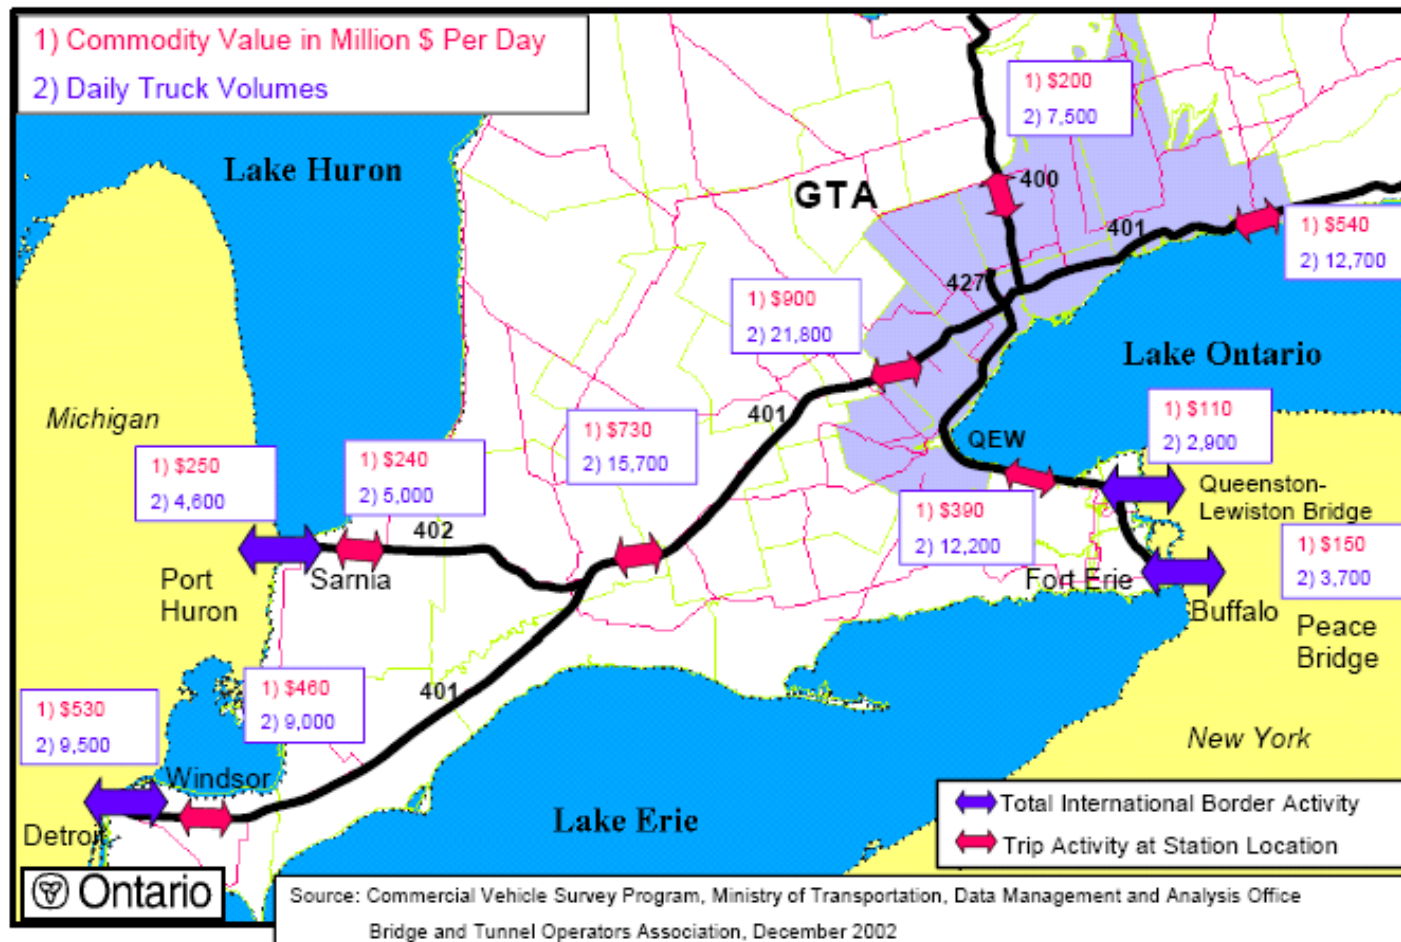 1) Commodity Value in Million $ Per Day
2) Daily Truck Volumes
Lake Huron
1) $200
2) 7,500
GTA
400
401
1) $540
2) 12,700
427
1) $900
2) 21,800
Lake Ontario
Michigan
401
1) $730
2) 15,700
QEW
1) $110
2) 2,900
1) $250
2) 4,600
1) $240
2) 5,000
Queenston-
Lewiston Bridge
402
1) $390
2) 12,200
Port
Huron
Sarnia
Fort Erie
1) $150
2) 3,700
Buffalo
Peace
Bridge
401
1) $460
2) 9,000
1) $530
2) 9,500
New York
Windsor
Detroit
Lake Erie
Total International Border Activity
Trip Activity at Station Location
Ontario
Source: Commercial Vehicle Survey Program, Ministry of Transportation, Data Management and Analysis Office
Bridge and Tunnel Operators Association, December 2002